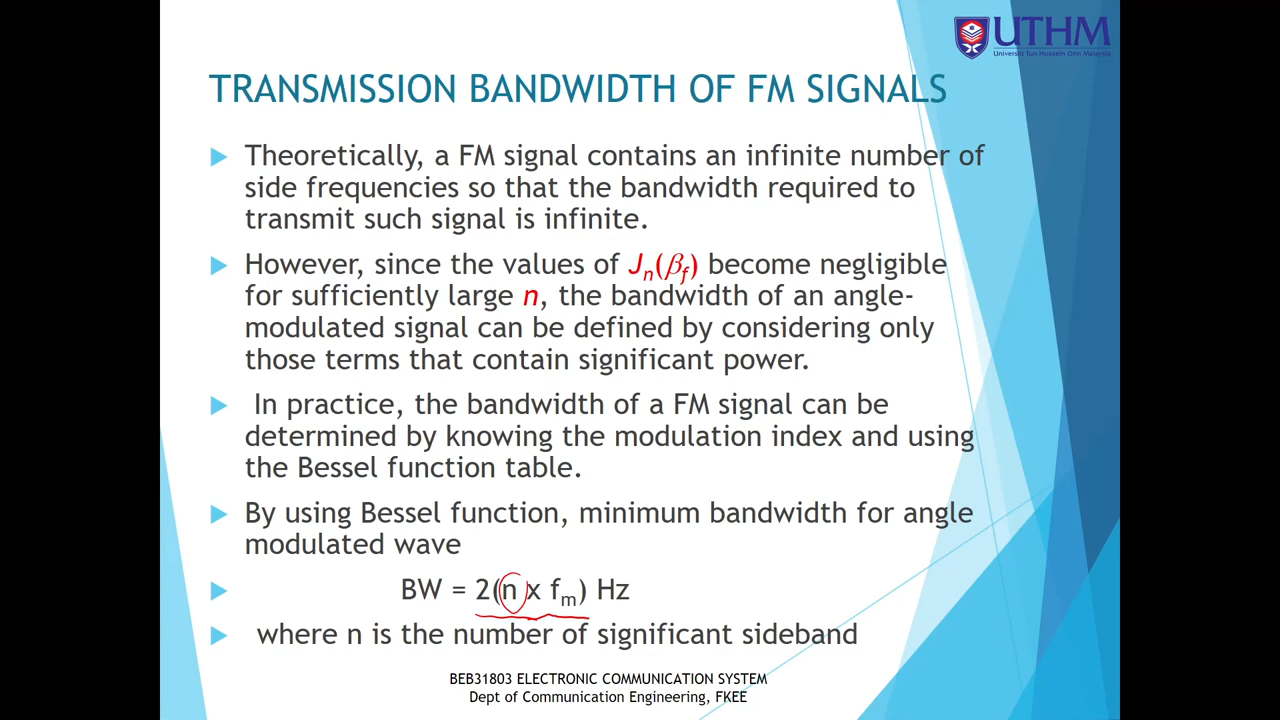 UTHM
Universiti Tun Hussein Onn Malaysia
TRANSMISSION BANDWIDTH OF FM SIGNALS
Theoretically, a FM signal contains an infinite number of
side frequencies so that the bandwidth required to
transmit such signal is infinite.
However, since the values of Jn(βf) become negligible
for sufficiently large n, the bandwidth of an angle-
modulated signal can be defined by considering only
those terms that contain significant power.
In practice, the bandwidth of a FM signal can be
determined by knowing the modulation index and using
the Bessel function table.
By using Bessel function, minimum bandwidth for angle
modulated wave
BW = 2(n x fm) Hz
where n is the number of significant sideband
BEB31803 ELECTRONIC COMMUNICATION SYSTEM
Dept of Communication Engineering, FKEE